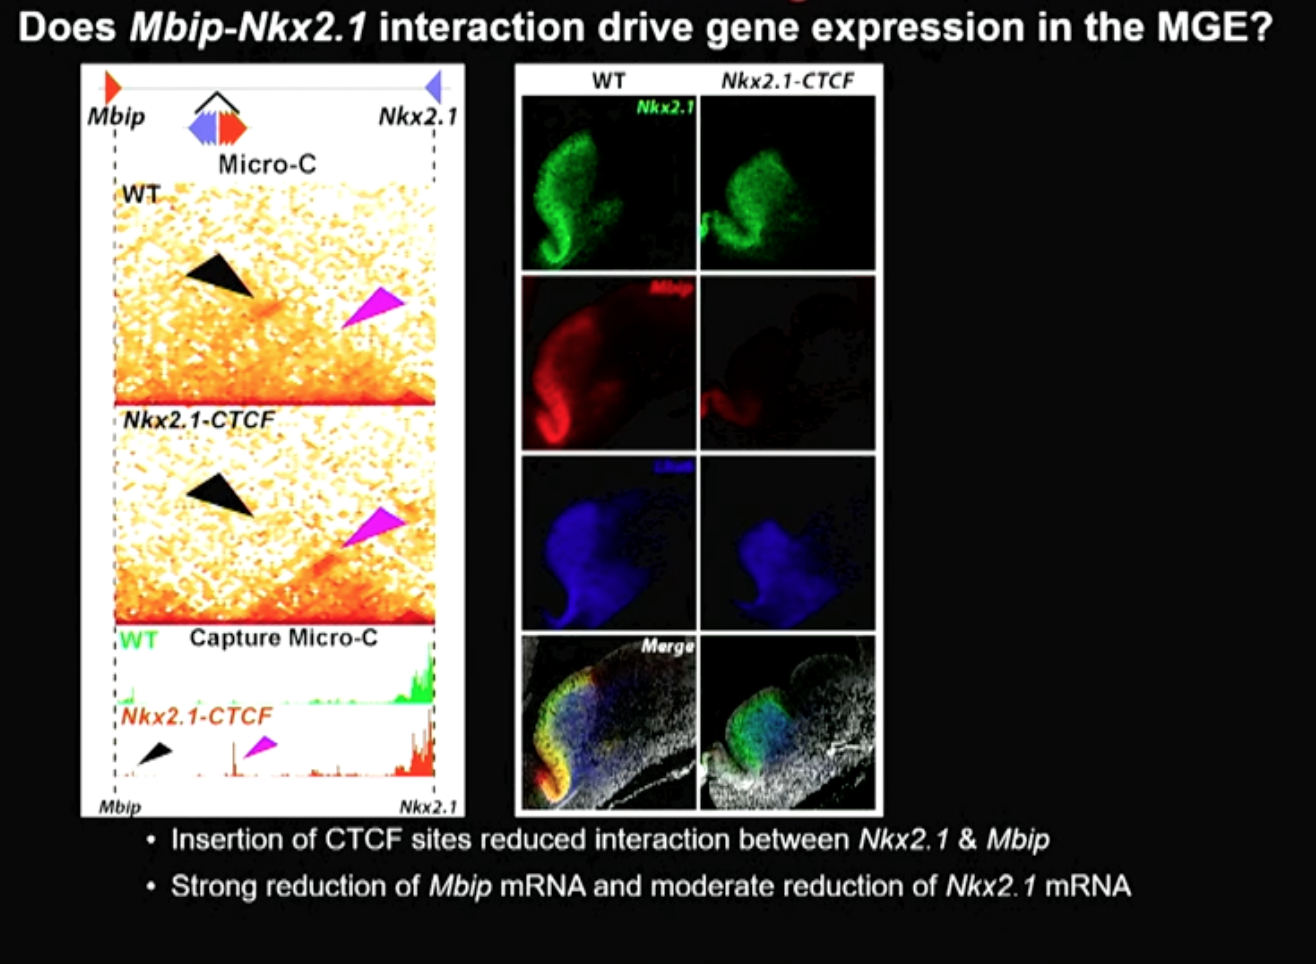 Does Mbip-Nkx2.1 interaction drive gene expression in the MGE?
Mbip
Nkx2.1
Micro-C
WT
Nkx2.1-CTCF
Capture Micro-C
WT
Nkx2.1-CTCF
Mbip
Nkx2.1
WT
Nkx2.1-CTCF
Nkx2.1
Mbip
Merge
• Insertion of CTCF sites reduced interaction between Nkx2.1 & Mbip
• Strong reduction of Mbip mRNA and moderate reduction of Nkx2.1 mRNA